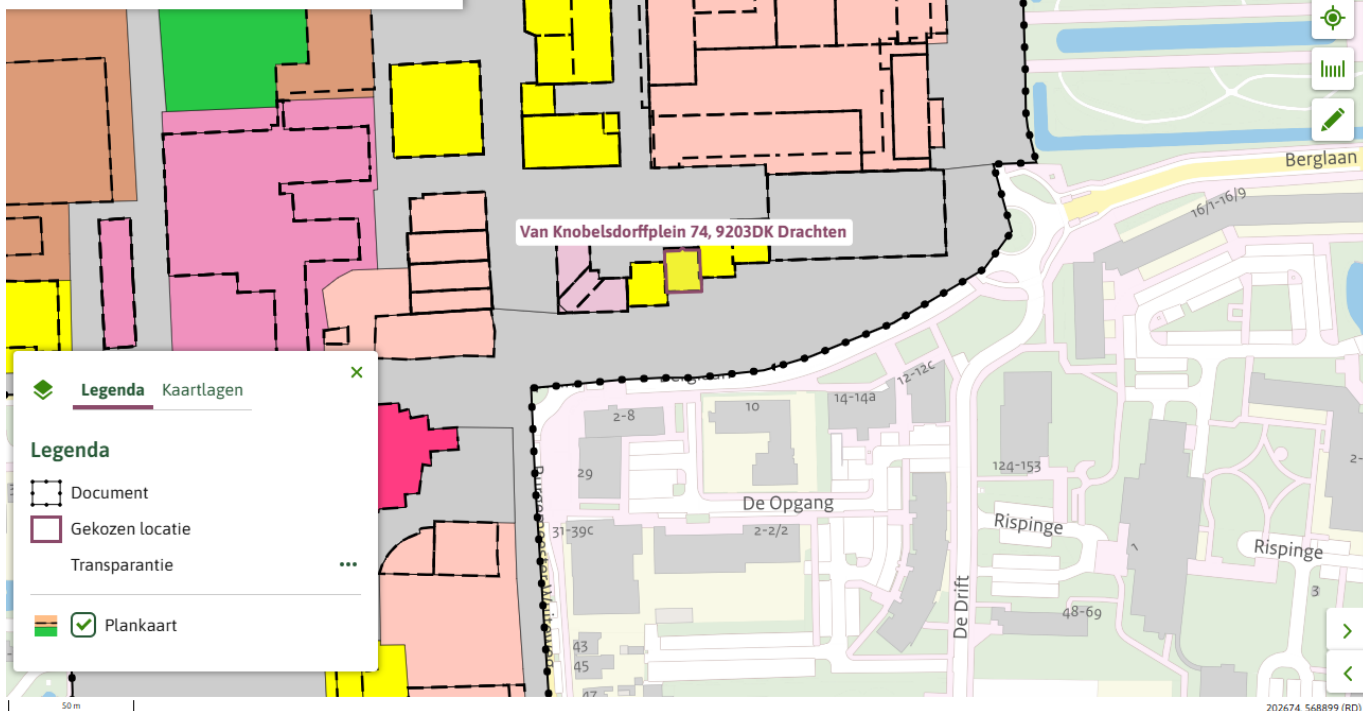 Berglaan
16/1-16/9
Van Knobelsdorffplein 74, 9203DK Drachten
Legenda Kaartlagen
Legenda
Document
Gekozen locatie
Transparantie
Plankaart
12-12c
14-14a
2-8
10
29
124-153
De Opgang
31-39c
2-2/2
Rispinge
Rispinge
1
2-
3
De Drift
48-69
43
45
47
50 m
202674, 568899 (RD)